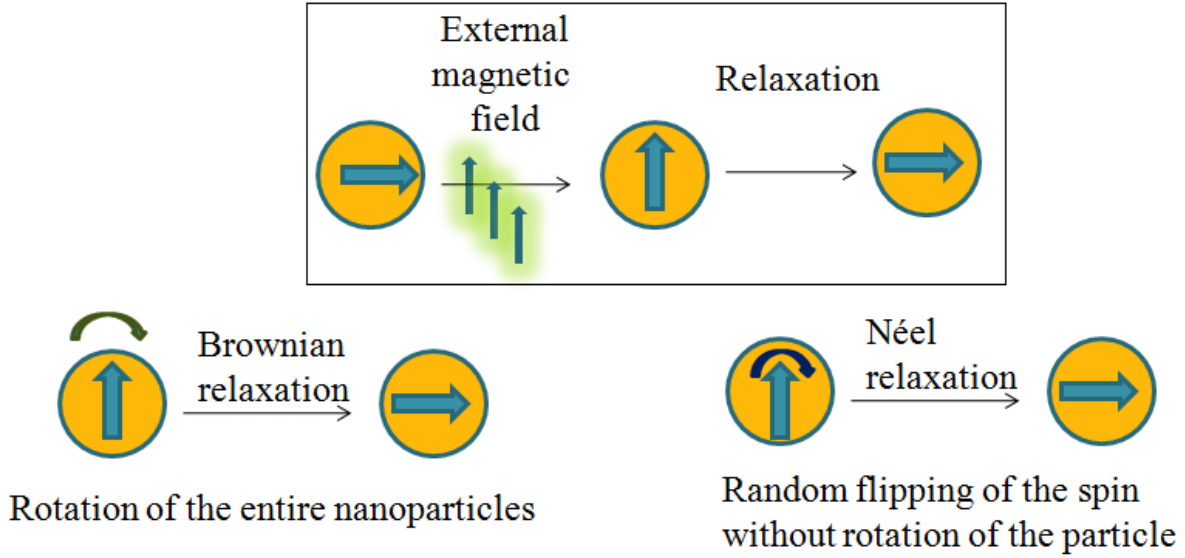 External
magnetic
field
Relaxation
Brownian
relaxation
Néel
relaxation
Rotation of the entire nanoparticles
Random flipping of the spin
without rotation of the particle